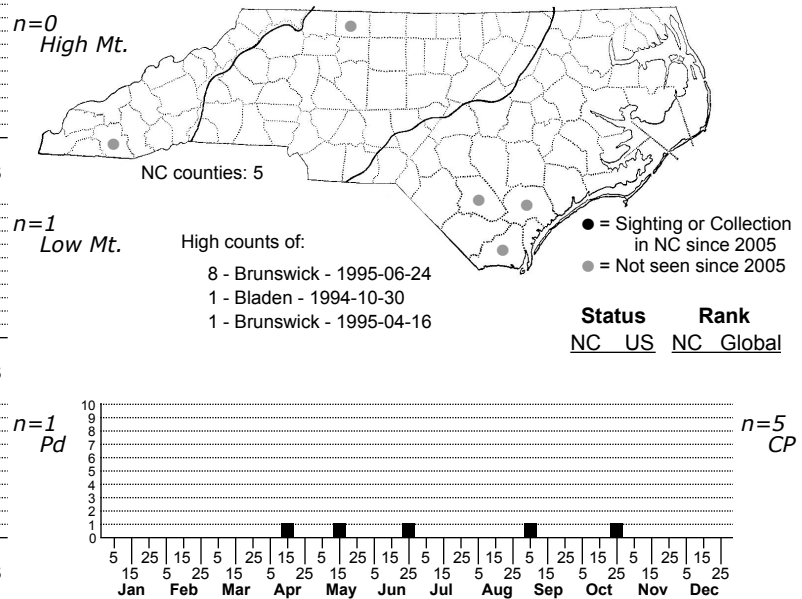 n=0
High Mt.
NC counties: 5
n=1
Low Mt.
High counts of:
8 - Brunswick - 1995-06-24
1 - Bladen - 1994-10-30
1 - Brunswick - 1995-04-16
= Sighting or Collection
in NC since 2005
= Not seen since 2005
Status Rank
NC US NC Global
n=1
Pd
n=5
CP
10
9
8
7
6
5
4
3
2
1
0
5 25 15 5 25 15 5 25 15 5 25 15 5 25 15 5 25 15
15 5 25 15 5 25 15 5 25 15 5 25 15 5 25 15 5 25
Jan Feb Mar Apr May Jun Jul Aug Sep Oct Nov Dec